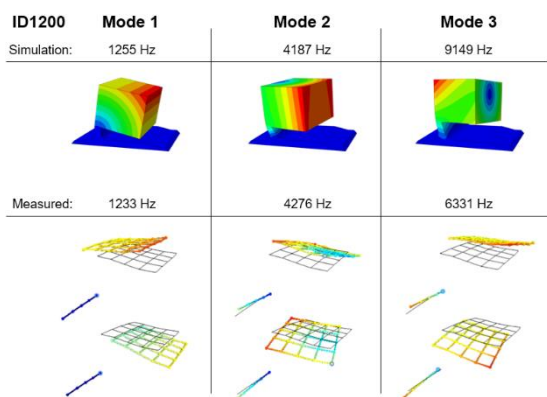 ID1200 Mode 1 Mode 2 Mode 3
Simulation: 1255 Hz 4187 Hz 9149 Hz
Measured: 1233 Hz 4276 Hz 6331 Hz